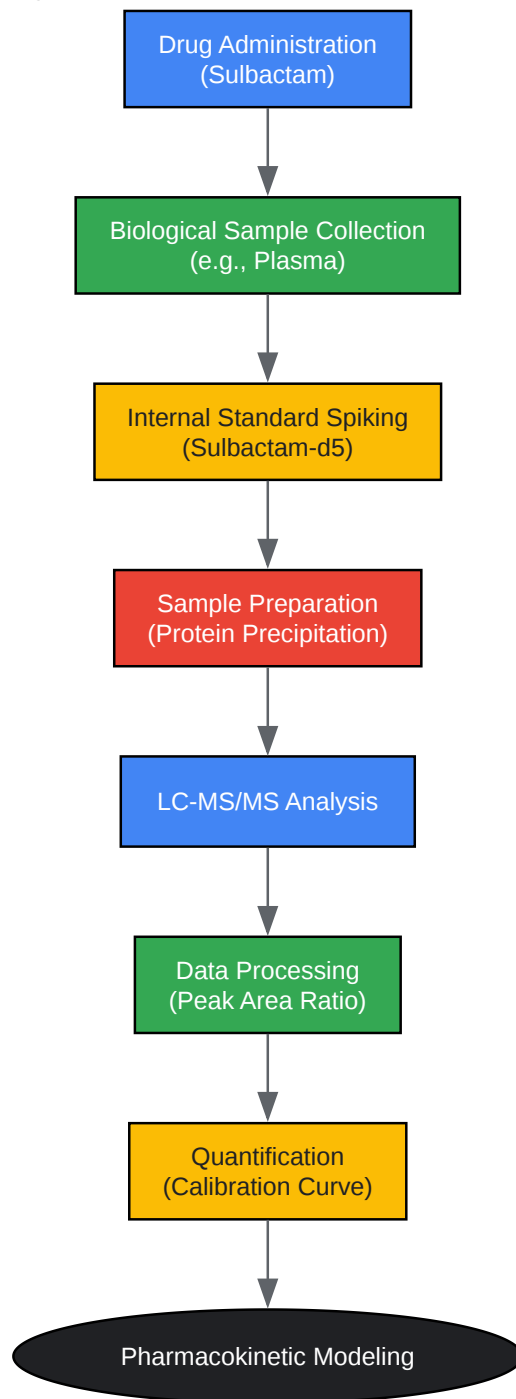 Drug Administration
(Sulbactam)
Biological Sample Collection
(e.g., Plasma)
Internal Standard Spiking
(Sulbactam-d5)
Sample Preparation
(Protein Precipitation)
LC-MS/MS Analysis
Data Processing
(Peak Area Ratio)
Quantification
(Calibration Curve)
Pharmacokinetic Modeling